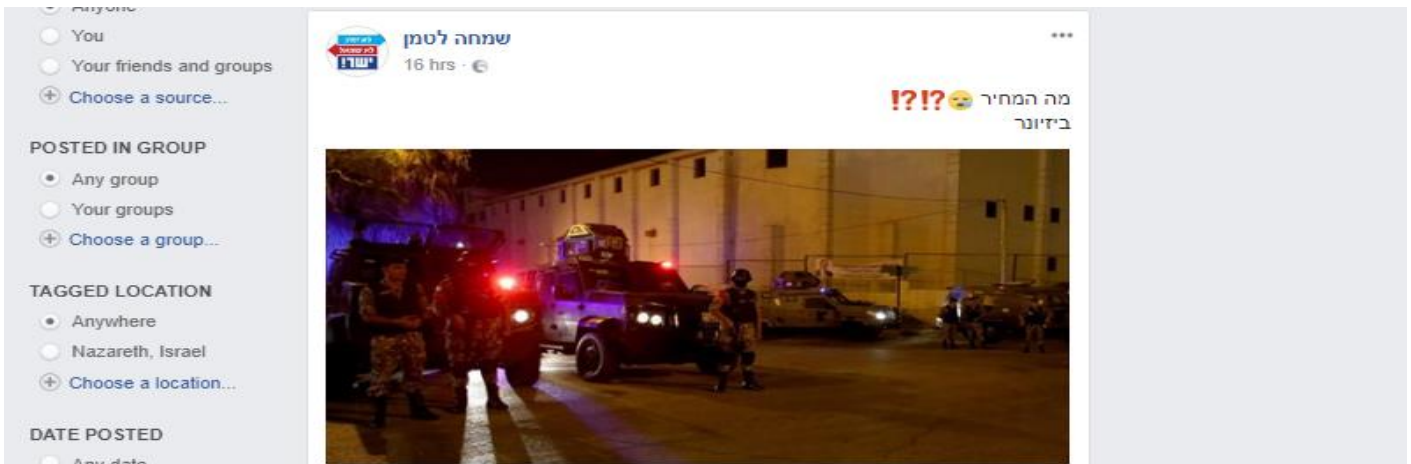 Anyone
You
Your friends and groups
Choose a source...
POSTED IN GROUP
Any group
Your groups
Choose a group...
TAGGED LOCATION
Anywhere
Nazareth, Israel
Choose a location...
DATE POSTED
Any date
שמחה לטמן
16 hrs ·
ישר!
מה המחיר 😪⁉️⁉️
ביזיונר